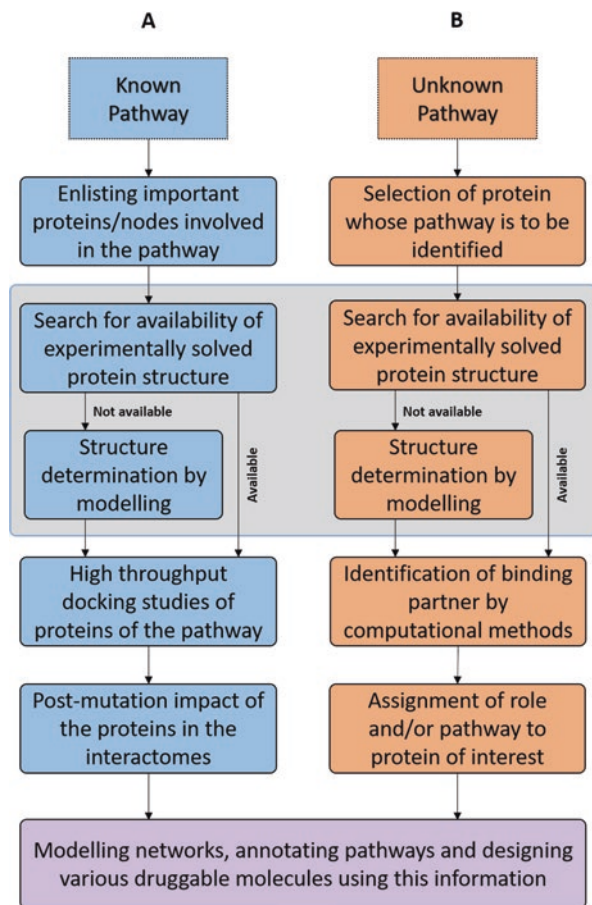 A
Known
Pathway
Enlisting important
proteins/nodes involved
in the pathway
Search for availability of
experimentally solved
protein structure
Not available
Available
Structure
determination by
modelling
High throughput
docking studies of
proteins of the pathway
Post-mutation impact of
the proteins in the
interactomes
B
Unknown
Pathway
Selection of protein
whose pathway is to be
identified
Search for availability of
experimentally solved
protein structure
Not available
Available
Structure
determination by
modelling
Identification of binding
partner by
computational methods
Assignment of role
and/or pathway to
protein of interest
Modelling networks, annotating pathways and designing
various druggable molecules using this information